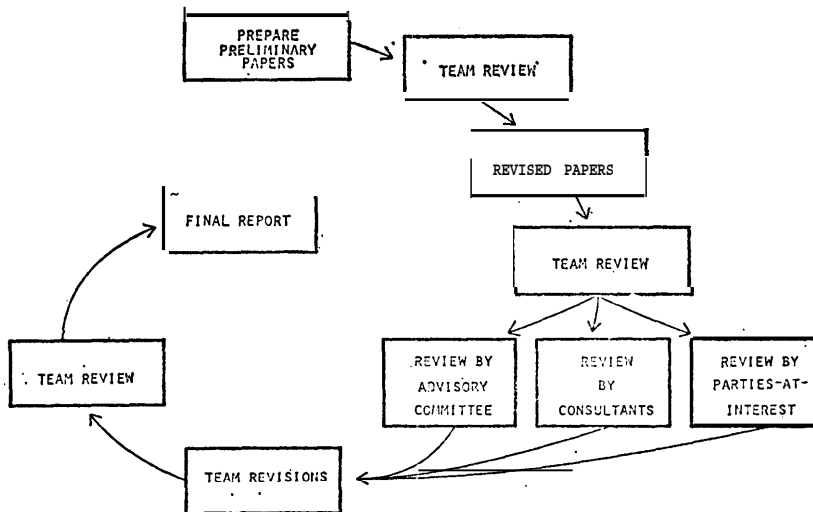 PREPARE
PRELIMINARY
PAPERS
TEAM REVIEW
REVISED PAPERS
FINAL REPORT
TEAM REVIEW
TEAM REVIEW
REVIEW BY
ADVISORY
COMMITTEE
REVIEW
BY
CONSULTANTS
REVIEW BY
PARTIES-AT-
INTEREST
TEAM REVISIONS